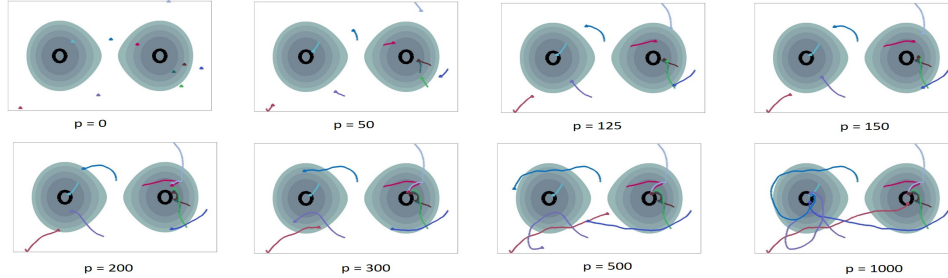 p = 0
p = 50
p = 125
p = 150
p = 200
p = 300
p = 500
p = 1000